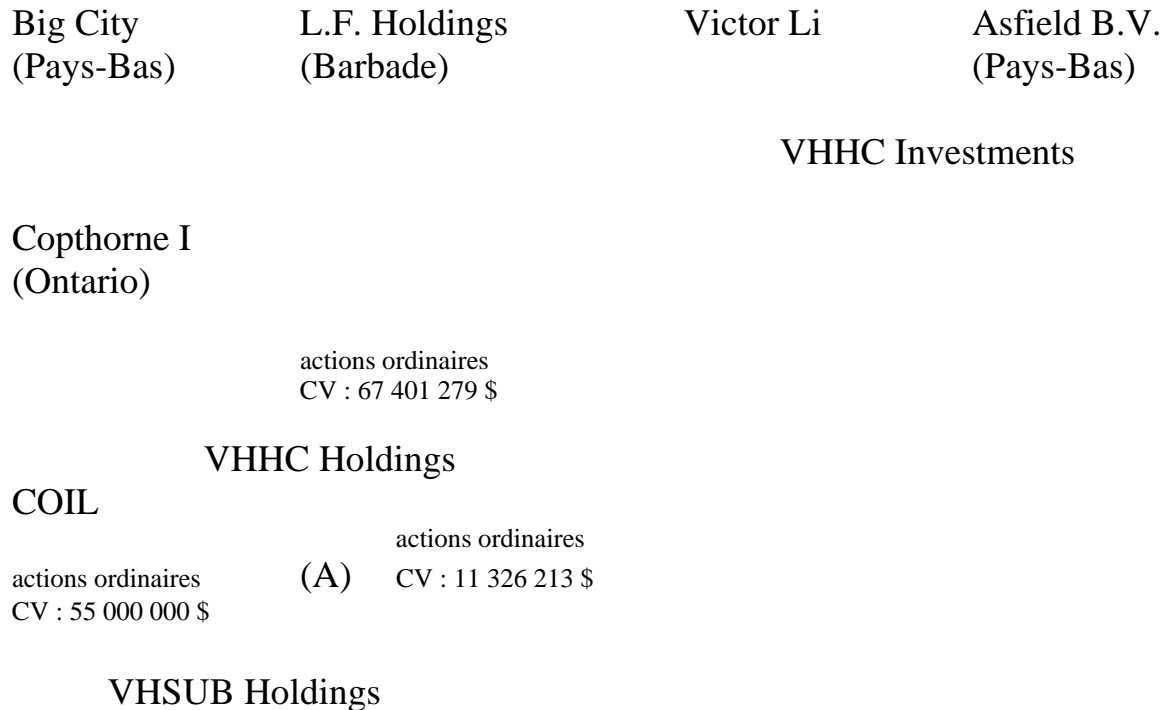 Big City L.F. Holdings Victor Li Asfield B.V.
(Pays-Bas) (Barbade) (Pays-Bas)
VHHC Investments
Copthorne I
(Ontario)
actions ordinaires
CV : 67 401 279 $
VHHC Holdings
COIL
actions ordinaires
actions ordinaires (A) CV : 11 326 213 $
CV : 55 000 000 $
VHSUB Holdings